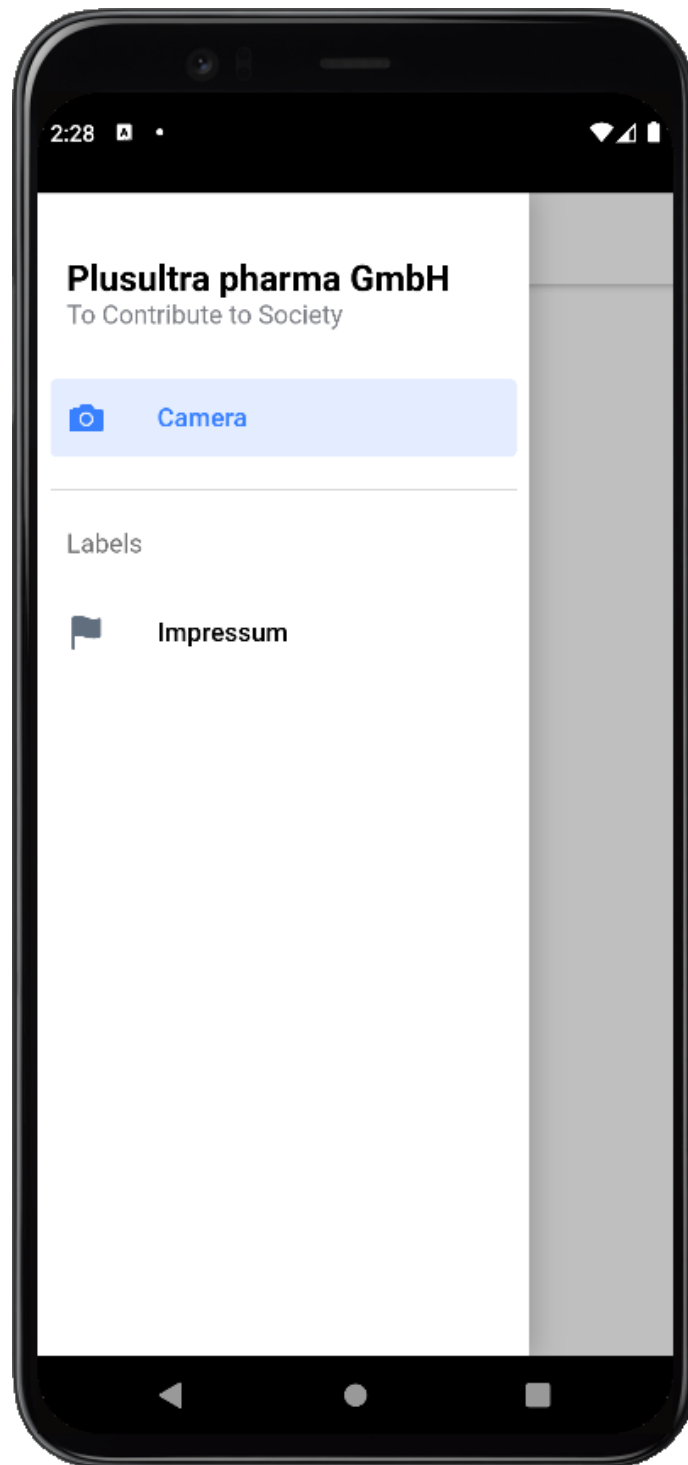 2:28
Plusultra pharma GmbH
To Contribute to Society
Camera
Labels
Impressum